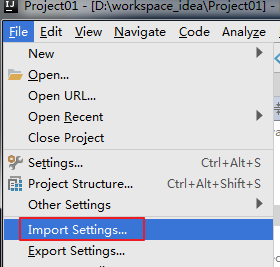 Project01 - [D:\workspace_idea\Project01] -
File Edit View Navigate Code Analyze
New
Open...
Open URL...
Open Recent
Close Project
Settings... Ctrl+Alt+S
Project Structure... Ctrl+Alt+Shift+S
Other Settings
Import Settings...
Export Settings...